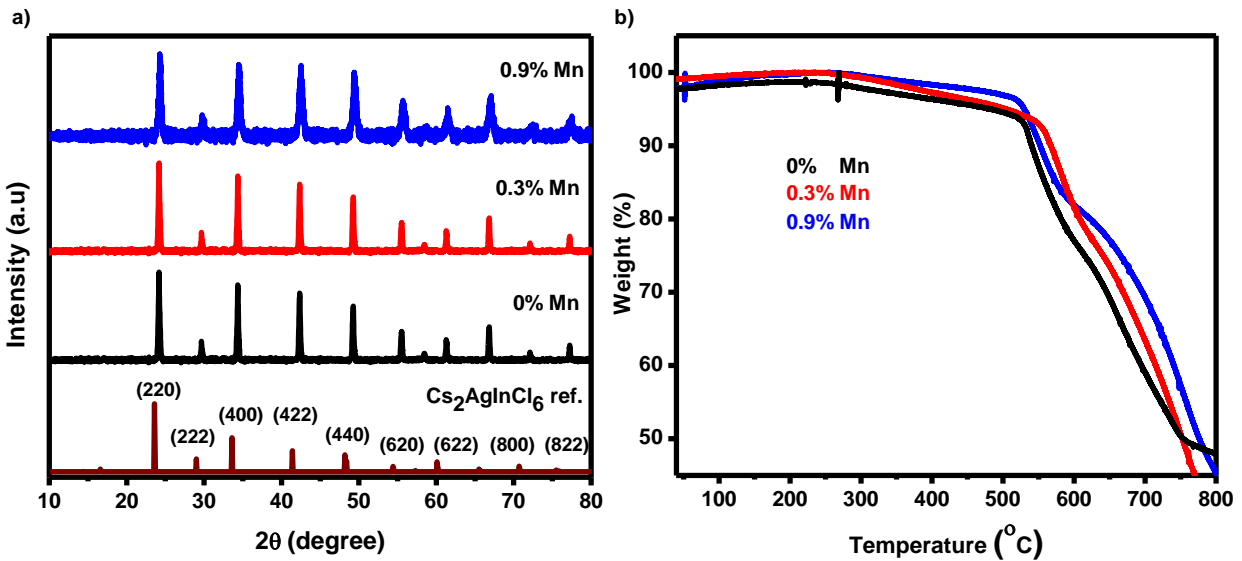 a)
0.9% Mn
0.3% Mn
0% Mn
Cs₂AgInCl₆ ref.
(220)
(222)
(400)
(422)
(440)
(620)
(622)
(800)
(822)
10 20 30 40 50 60 70 80
2θ (degree)
Intensity (a.u)
b)
100
90
80
70
60
50
0% Mn
0.3% Mn
0.9% Mn
100 200 300 400 500 600 700 800
Temperature (°C)
Weight (%)